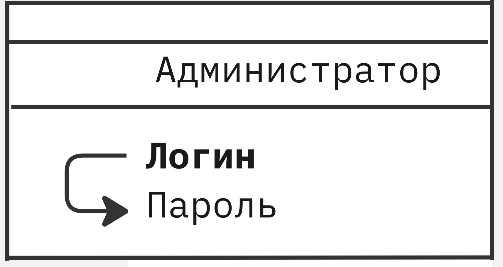 Администратор
Логин
Пароль